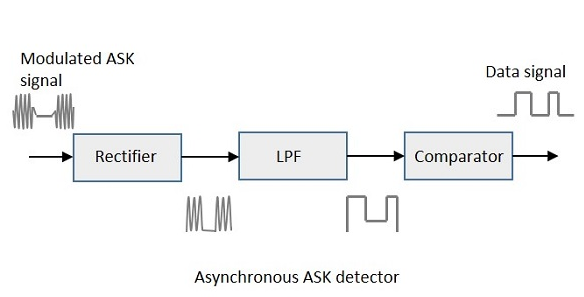 Modulated ASK
signal
Data signal
Rectifier
LPF
Comparator
Asynchronous ASK detector